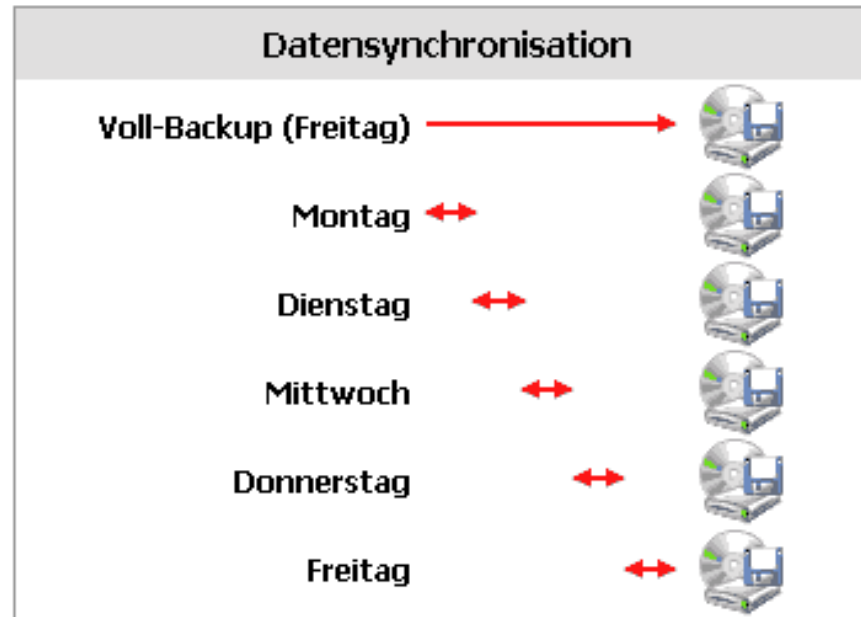 Datensynchronisation
Voll-Backup (Freitag)
Montag
Dienstag
Mittwoch
Donnerstag
Freitag